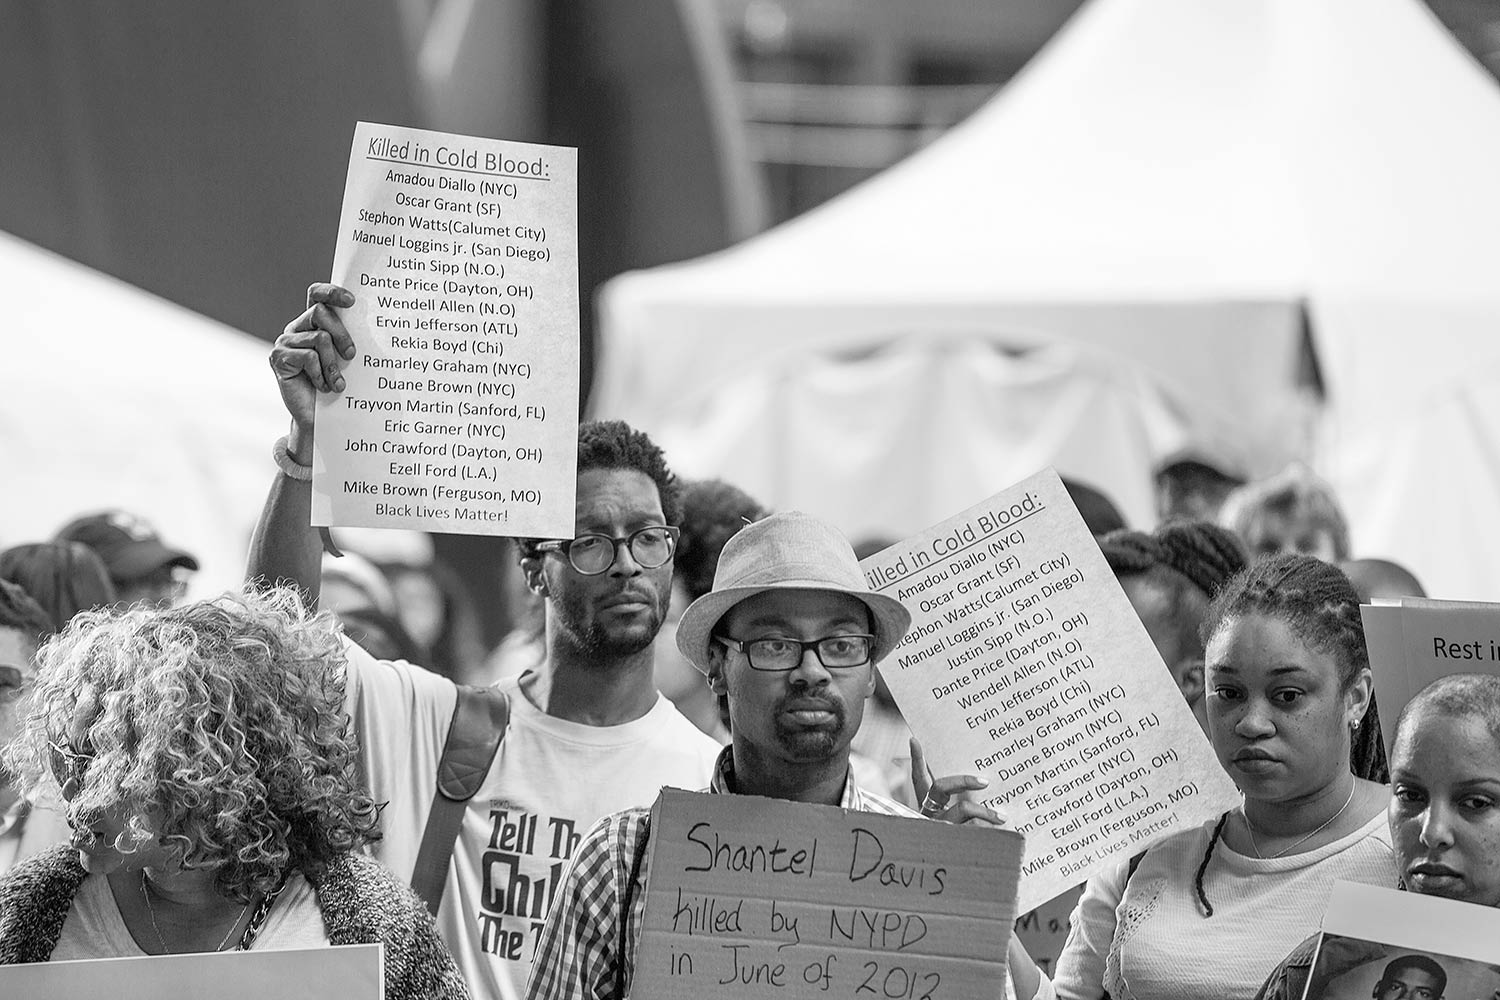 Killed in Cold Blood:
Amadou Diallo (NYC)
Oscar Grant (SF)
Stephon Watts(Calumet City)
Manuel Loggins jr. (San Diego)
Justin Sipp (N.O.)
Dante Price (Dayton, OH)
Wendell Allen (N.O)
Ervin Jefferson (ATL)
Rekia Boyd (Chi)
Ramarley Graham (NYC)
Duane Brown (NYC)
Trayvon Martin (Sanford, FL)
Eric Garner (NYC)
John Crawford (Dayton, OH)
Ezell Ford (L.A.)
Mike Brown (Ferguson, MO)
Black Lives Matter!
illed in Cold Blood:
Amadou Diallo (NYC)
Oscar Grant (SF)
Stephon Watts(Calumet City)
Manuel Loggins jr. (San Diego)
Justin Sipp (N.O.)
Dante Price (Dayton, OH)
Wendell Allen (N.O)
Ervin Jefferson (ATL)
Rekia Boyd (Chi)
Ramarley Graham (NYC)
Duane Brown (NYC)
Trayvon Martin (Sanford, FL)
Eric Garner (NYC)
hn Crawford (Dayton, OH)
Ezell Ford (L.A.)
Mike Brown (Ferguson, MO)
Black Lives Matter!
Tell Th
Chil
The T
Shantel Davis
killed by NYPD
in June of 2012
Rest in